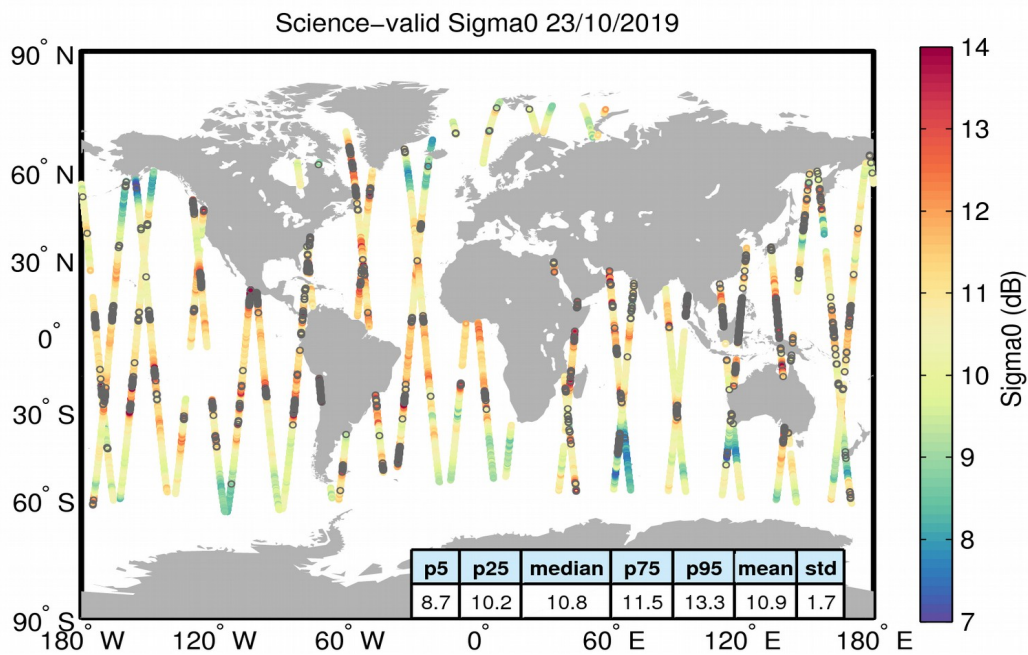 Science−valid Sigma0 23/10/2019
90° N
60° N
30° N
0°
30° S
60° S
90° S
180° W
120° W
60° W
0°
60° E
120° E
180° E
p5 p25 median p75 p95 mean std
8.7 10.2 10.8 11.5 13.3 10.9 1.7
14
13
12
11
10
9
8
7
Sigma0 (dB)